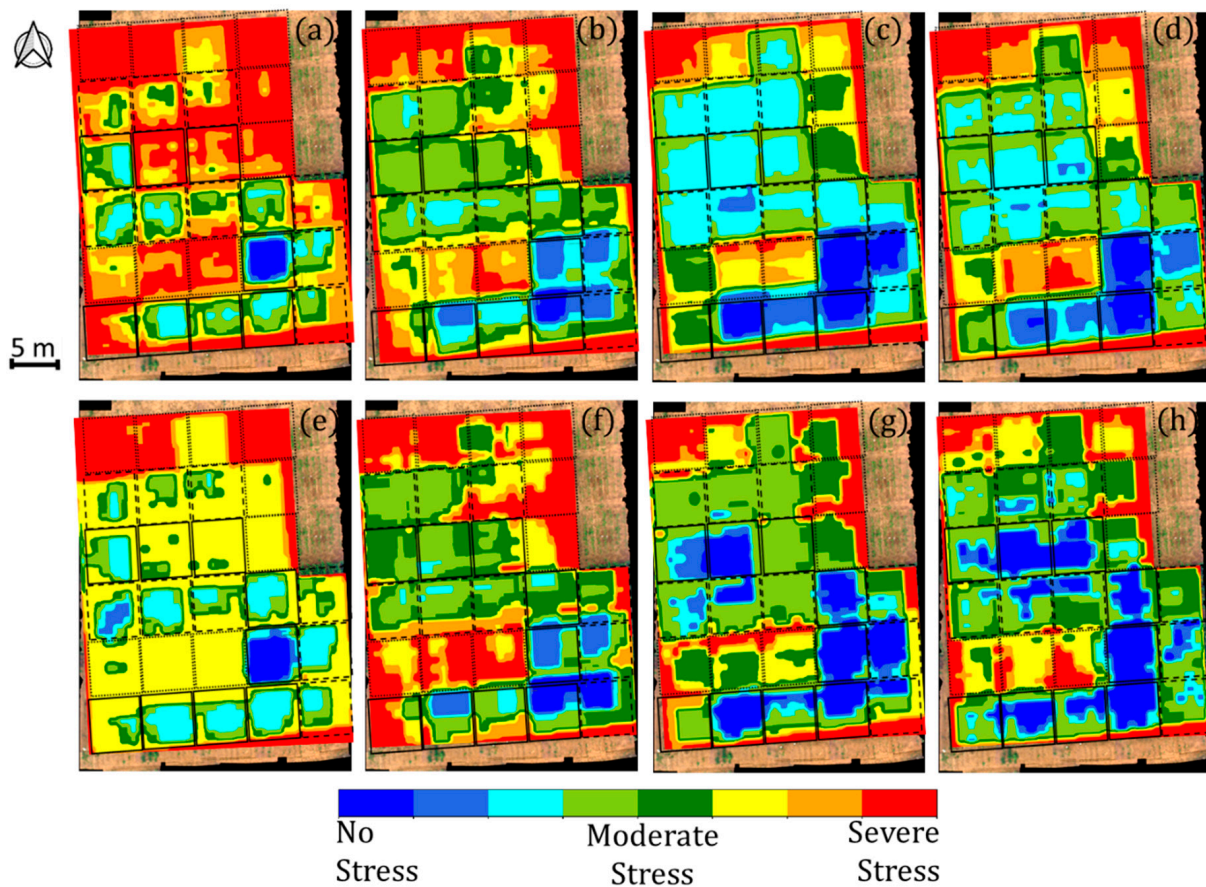 (a) (b) (c) (d)
5 m
(e) (f) (g) (h)
No Stress
Moderate Stress
Severe Stress